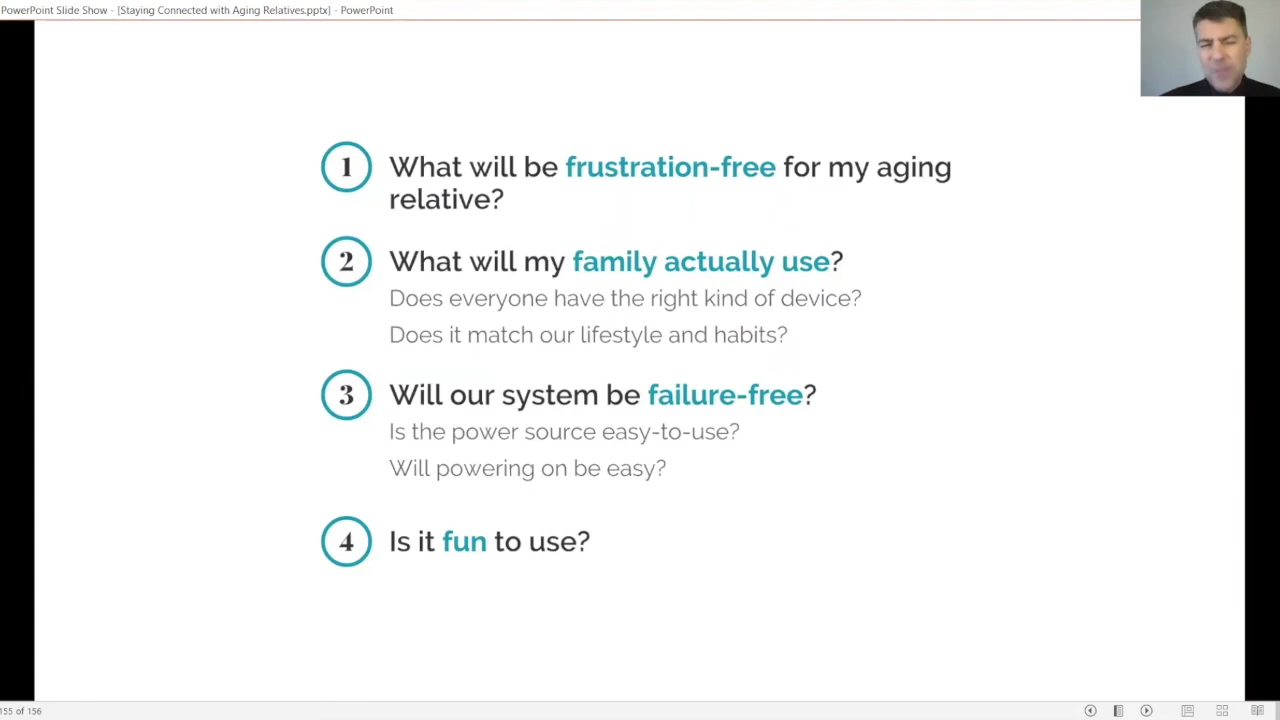 PowerPoint Slide Show - [Staying Connected with Aging Relatives.pptx] - PowerPoint
1 What will be frustration-free for my aging
relative?
2 What will my family actually use?
Does everyone have the right kind of device?
Does it match our lifestyle and habits?
3 Will our system be failure-free?
Is the power source easy-to-use?
Will powering on be easy?
4 Is it fun to use?
155 of 156